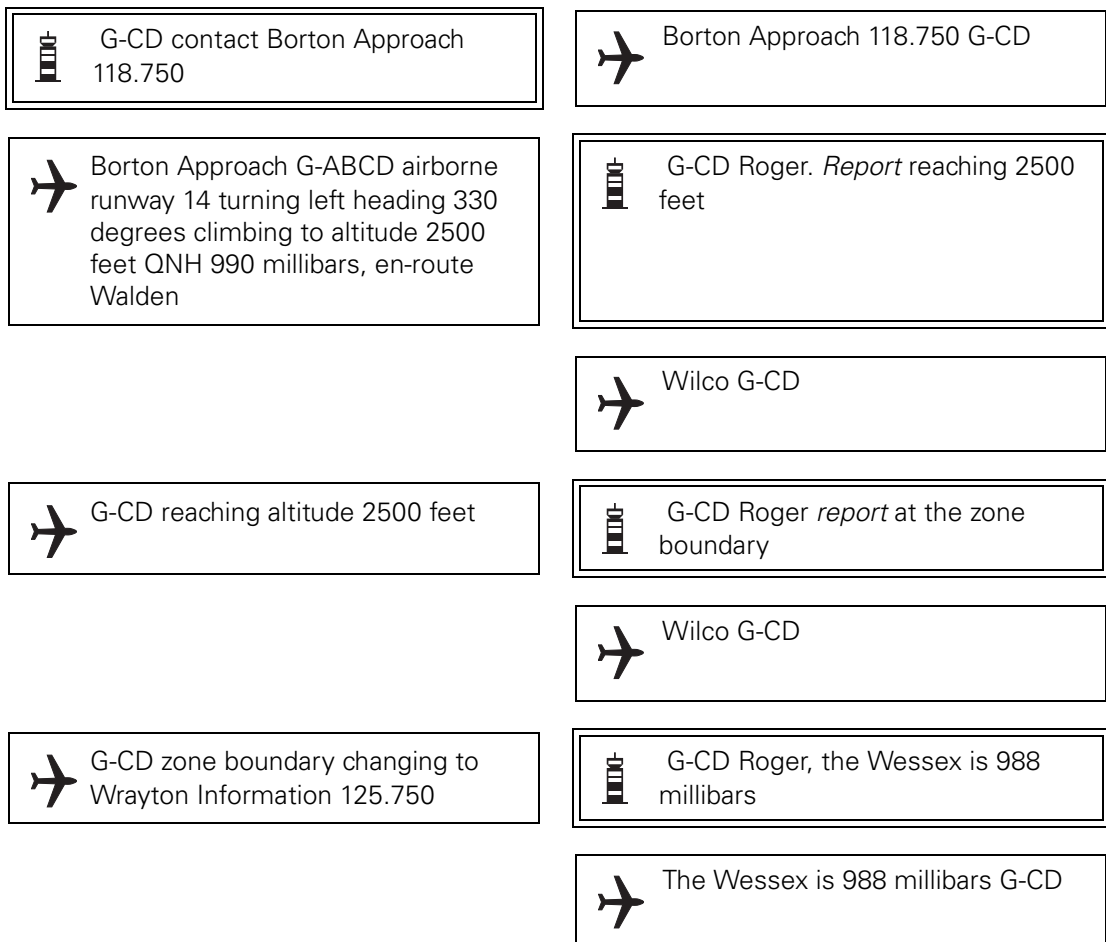 G-CD contact Borton Approach
118.750
Borton Approach 118.750 G-CD
Borton Approach G-ABCD airborne
runway 14 turning left heading 330
degrees climbing to altitude 2500
feet QNH 990 millibars, en-route
Walden
G-CD Roger. Report reaching 2500
feet
Wilco G-CD
G-CD reaching altitude 2500 feet
G-CD Roger report at the zone
boundary
Wilco G-CD
G-CD zone boundary changing to
Wrayton Information 125.750
G-CD Roger, the Wessex is 988
millibars
The Wessex is 988 millibars G-CD